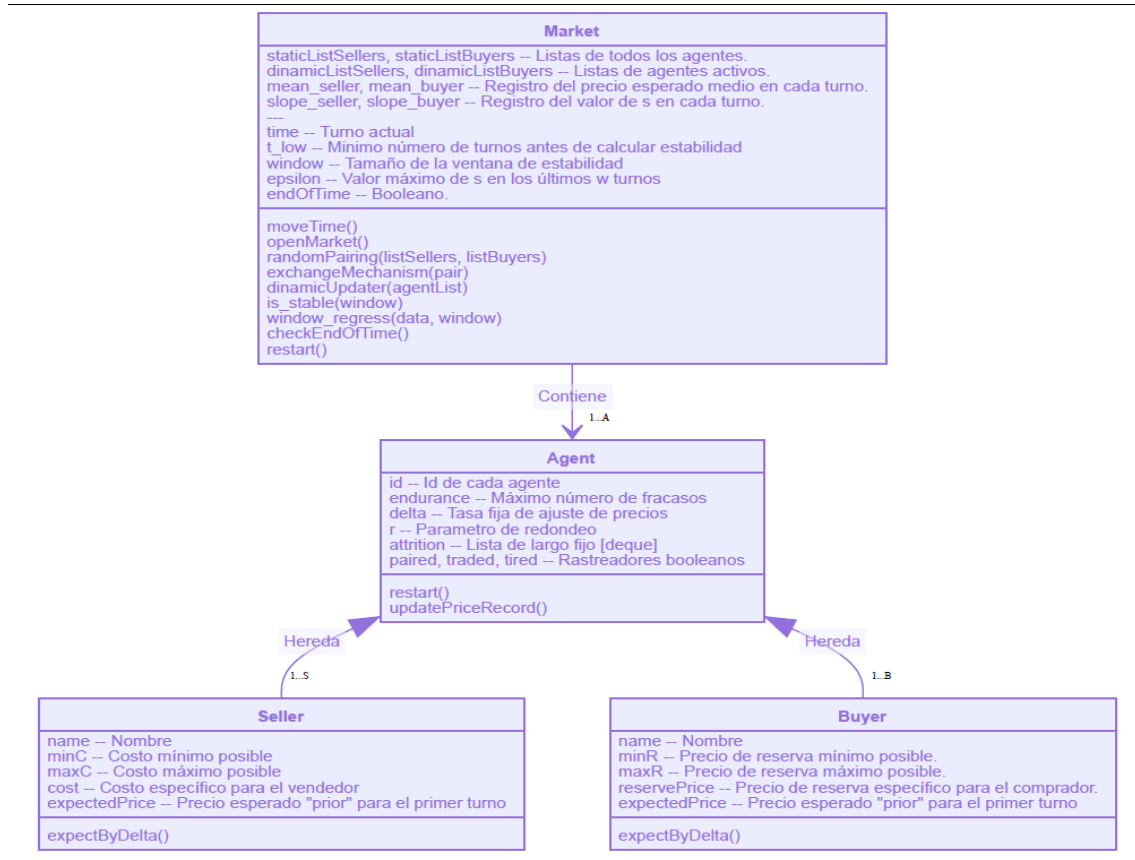 Market
staticListSellers, staticListBuyers -- Listas de todos los agentes.
dinamicListSellers, dinamicListBuyers -- Listas de agentes activos.
mean_seller, mean_buyer -- Registro del precio esperado medio en cada turno.
slope_seller, slope_buyer -- Registro del valor de s en cada turno.
---
time -- Turno actual
t_low -- Minimo número de turnos antes de calcular estabilidad
window -- Tamaño de la ventana de estabilidad
epsilon -- Valor máximo de s en los últimos w turnos
endOfTime -- Booleano.
moveTime()
openMarket()
randomPairing(listSellers, listBuyers)
exchangeMechanism(pair)
dinamicUpdater(agentList)
is_stable(window)
window_regress(data, window)
checkEndOfTime()
restart()
Contiene
1...A
Agent
id -- Id de cada agente
endurance -- Máximo número de fracasos
delta -- Tasa fija de ajuste de precios
r -- Parametro de redondeo
attrition -- Lista de largo fijo [deque]
paired, traded, tired -- Rastreadores booleanos
restart()
updatePriceRecord()
Hereda
1...S
Hereda
1...B
Seller
name -- Nombre
minC -- Costo mínimo posible
maxC -- Costo máximo posible
cost -- Costo específico para el vendedor
expectedPrice -- Precio esperado "prior" para el primer turno
expectByDelta()
Buyer
name -- Nombre
minR -- Precio de reserva mínimo posible.
maxR -- Precio de reserva máximo posible.
reservePrice -- Precio de reserva específico para el comprador.
expectedPrice -- Precio esperado "prior" para el primer turno
expectByDelta()